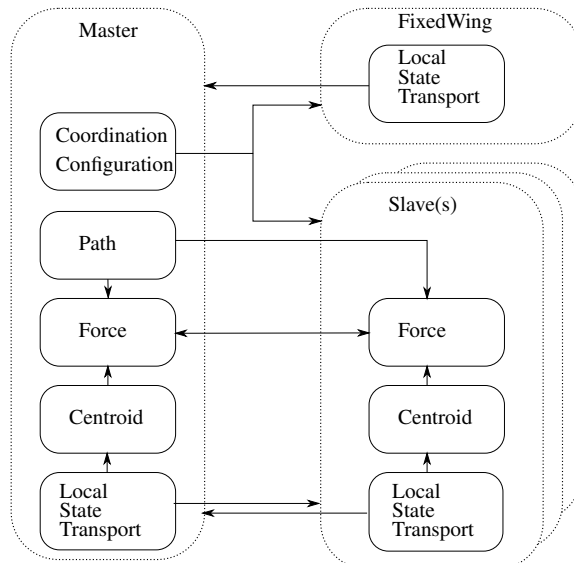 Master
Coordination
Configuration
Path
Force
Centroid
Local
State
Transport
FixedWing
Local
State
Transport
Slave(s)
Force
Centroid
Local
State
Transport